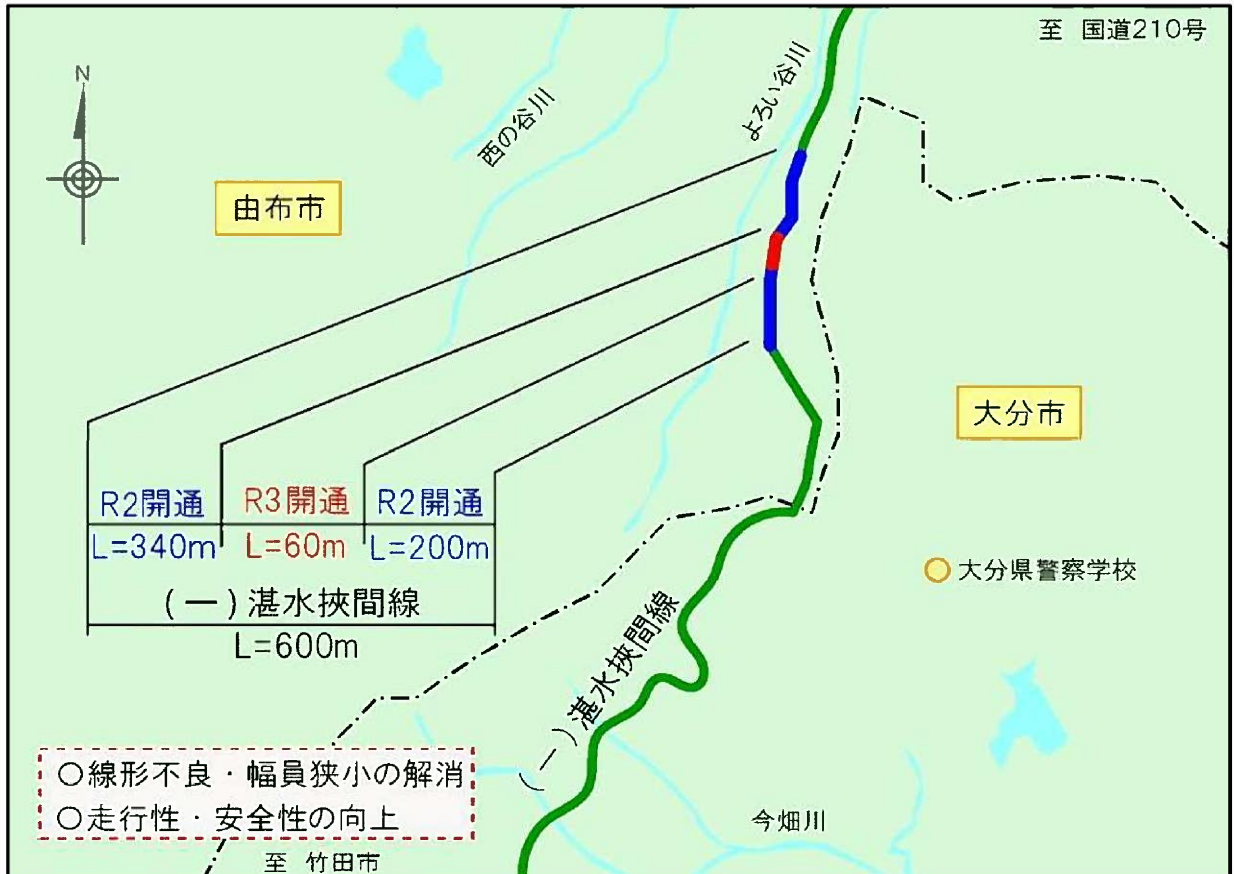 至 国道210号
N
よろい谷川
西の谷川
由布市
大分市
R2開通
R3開通
R2開通
L=340m
L=60m
L=200m
(一)湛水挾間線
L=600m
大分県警察学校
(一)湛水挾間線
○線形不良・幅員狭小の解消
○走行性・安全性の向上
今畑川
至 竹田市